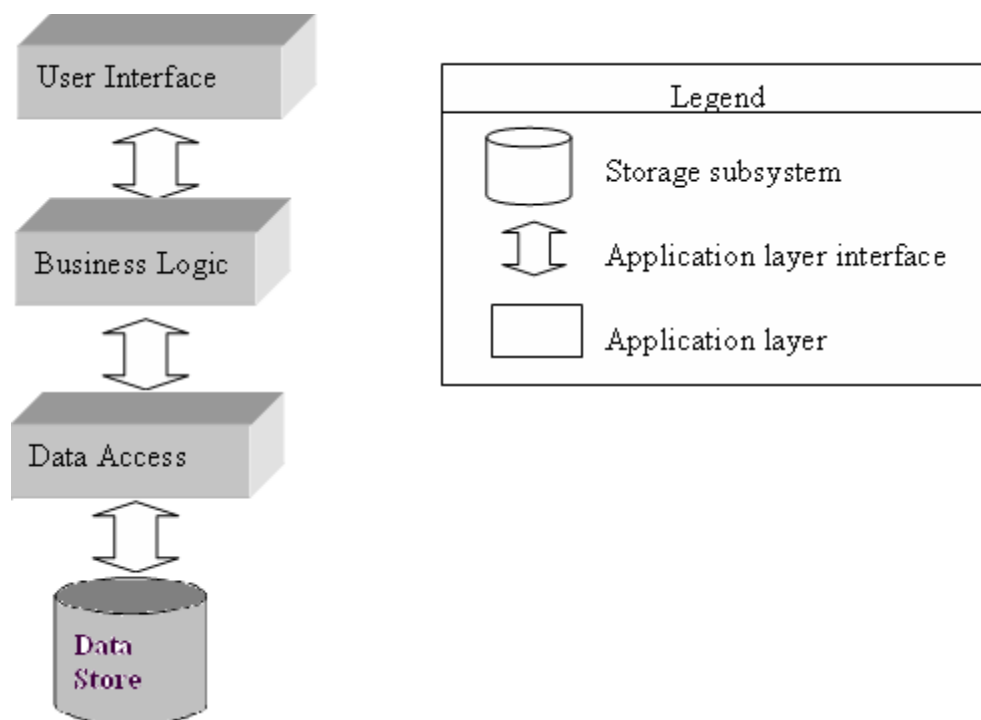 User Interface
Business Logic
Data Access
Data
Store
Legend
Storage subsystem
Application layer interface
Application layer